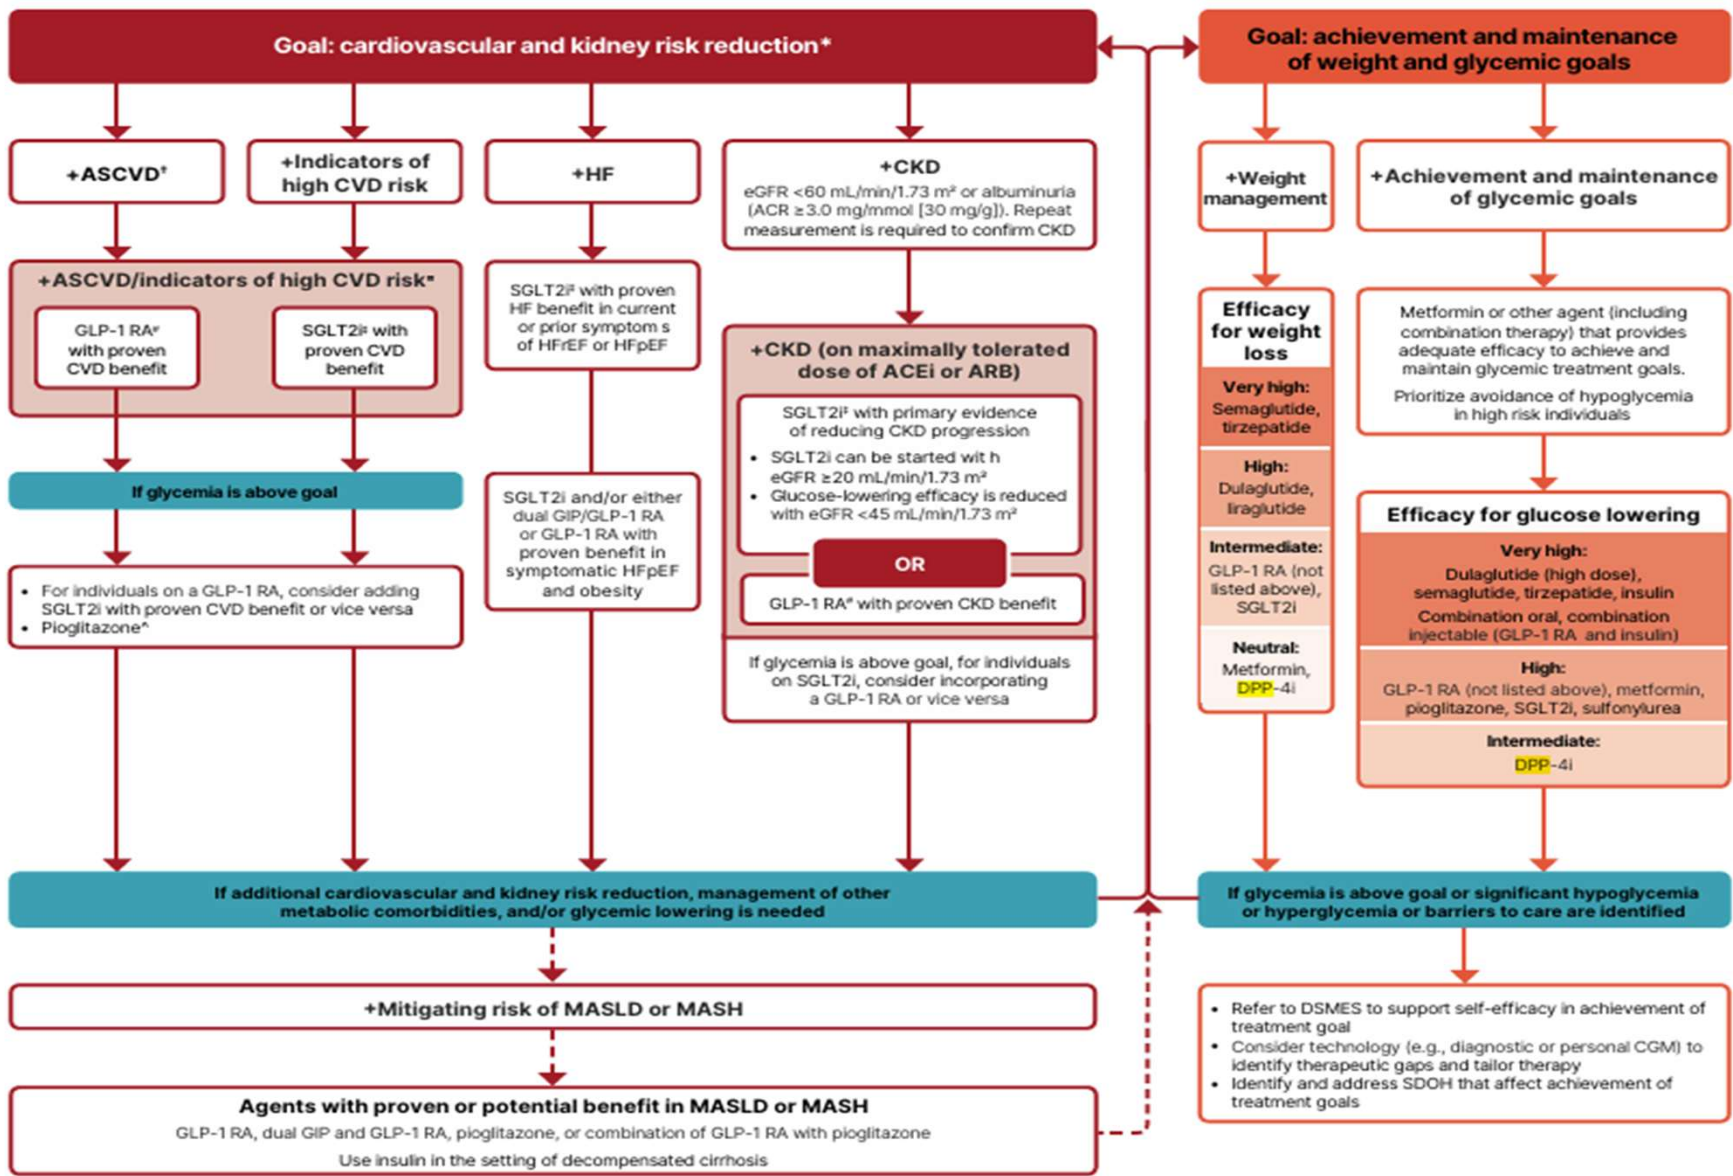 Goal: cardiovascular and kidney risk reduction*
+ASCVD†
+Indicators of
high CVD risk
+ASCVD/indicators of high CVD risk
GLP-1 RA
with proven
CVD benefit
SGLT2i with
proven CVD
benefit
If glycemia is above goal
• For individuals on a GLP-1 RA, consider adding
SGLT2i with proven CVD benefit or vice versa
• Pioglitazone^
+HF
SGLT2i with proven
HF benefit in current
or prior symptom s
of HFrEF or HFpEF
SGLT2i and/or either
dual GIP/GLP-1 RA
or GLP-1 RA with
proven benefit in
symptomatic HFpEF
and obesity
+CKD
eGFR <60 mL/min/1.73 m² or albuminuria
(ACR ≥3.0 mg/mmol [30 mg/g]). Repeat
measurement is required to confirm CKD
+CKD (on maximally tolerated
dose of ACEi or ARB)
SGLT2i with primary evidence
of reducing CKD progression
• SGLT2i can be started wit h
eGFR ≥20 mL/min/1.73 m²
• Glucose-lowering efficacy is reduced
with eGFR <45 mL/min/1.73 m²
OR
GLP-1 RA with proven CKD benefit
If glycemia is above goal, for individuals
on SGLT2i, consider incorporating
a GLP-1 RA or vice versa
If additional cardiovascular and kidney risk reduction, management of other
metabolic comorbidities, and/or glycemic lowering is needed
+Mitigating risk of MASLD or MASH
Agents with proven or potential benefit in MASLD or MASH
GLP-1 RA, dual GIP and GLP-1 RA, pioglitazone, or combination of GLP-1 RA with pioglitazone
Use insulin in the setting of decompensated cirrhosis
Goal: achievement and maintenance
of weight and glycemic goals
+Weight
management
Efficacy
for weight
loss
Very high:
Semaglutide,
tirzepatide
High:
Dulaglutide,
liraglutide
Intermediate:
GLP-1 RA (not
listed above),
SGLT2i
Neutral:
Metformin,
DPP-4i
+Achievement and maintenance
of glycemic goals
Metformin or other agent (including
combination therapy) that provides
adequate efficacy to achieve and
maintain glycemic treatment goals.
Prioritize avoidance of hypoglycemia
in high risk individuals
Efficacy for glucose lowering
Very high:
Dulaglutide (high dose),
semaglutide, tirzepatide, insulin
Combination oral, combination
injectable (GLP-1 RA and insulin)
High:
GLP-1 RA (not listed above), metformin,
pioglitazone, SGLT2i, sulfonylurea
Intermediate:
DPP-4i
If glycemia is above goal or significant hypoglycemia
or hyperglycemia or barriers to care are identified
• Refer to DSMES to support self-efficacy in achievement of
treatment goal
• Consider technology (e.g., diagnostic or personal CGM) to
identify therapeutic gaps and tailor therapy
• Identify and address SDOH that affect achievement of
treatment goals